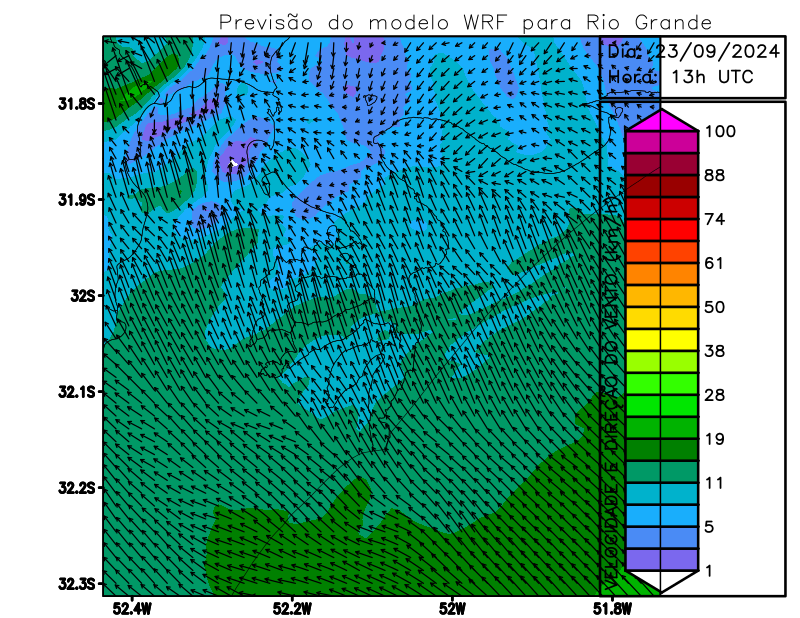 Previsão do modelo WRF para Rio Grande
Dia: 23/09/2024
Hora: 13h UTC
31.8S
31.9S
32S
32.1S
32.2S
32.3S
52.4W
52.2W
52W
51.8W
VELOCIDADE E DIREÇÃO DO VENTO (km/h)
100
88
74
61
50
38
28
19
11
5
1